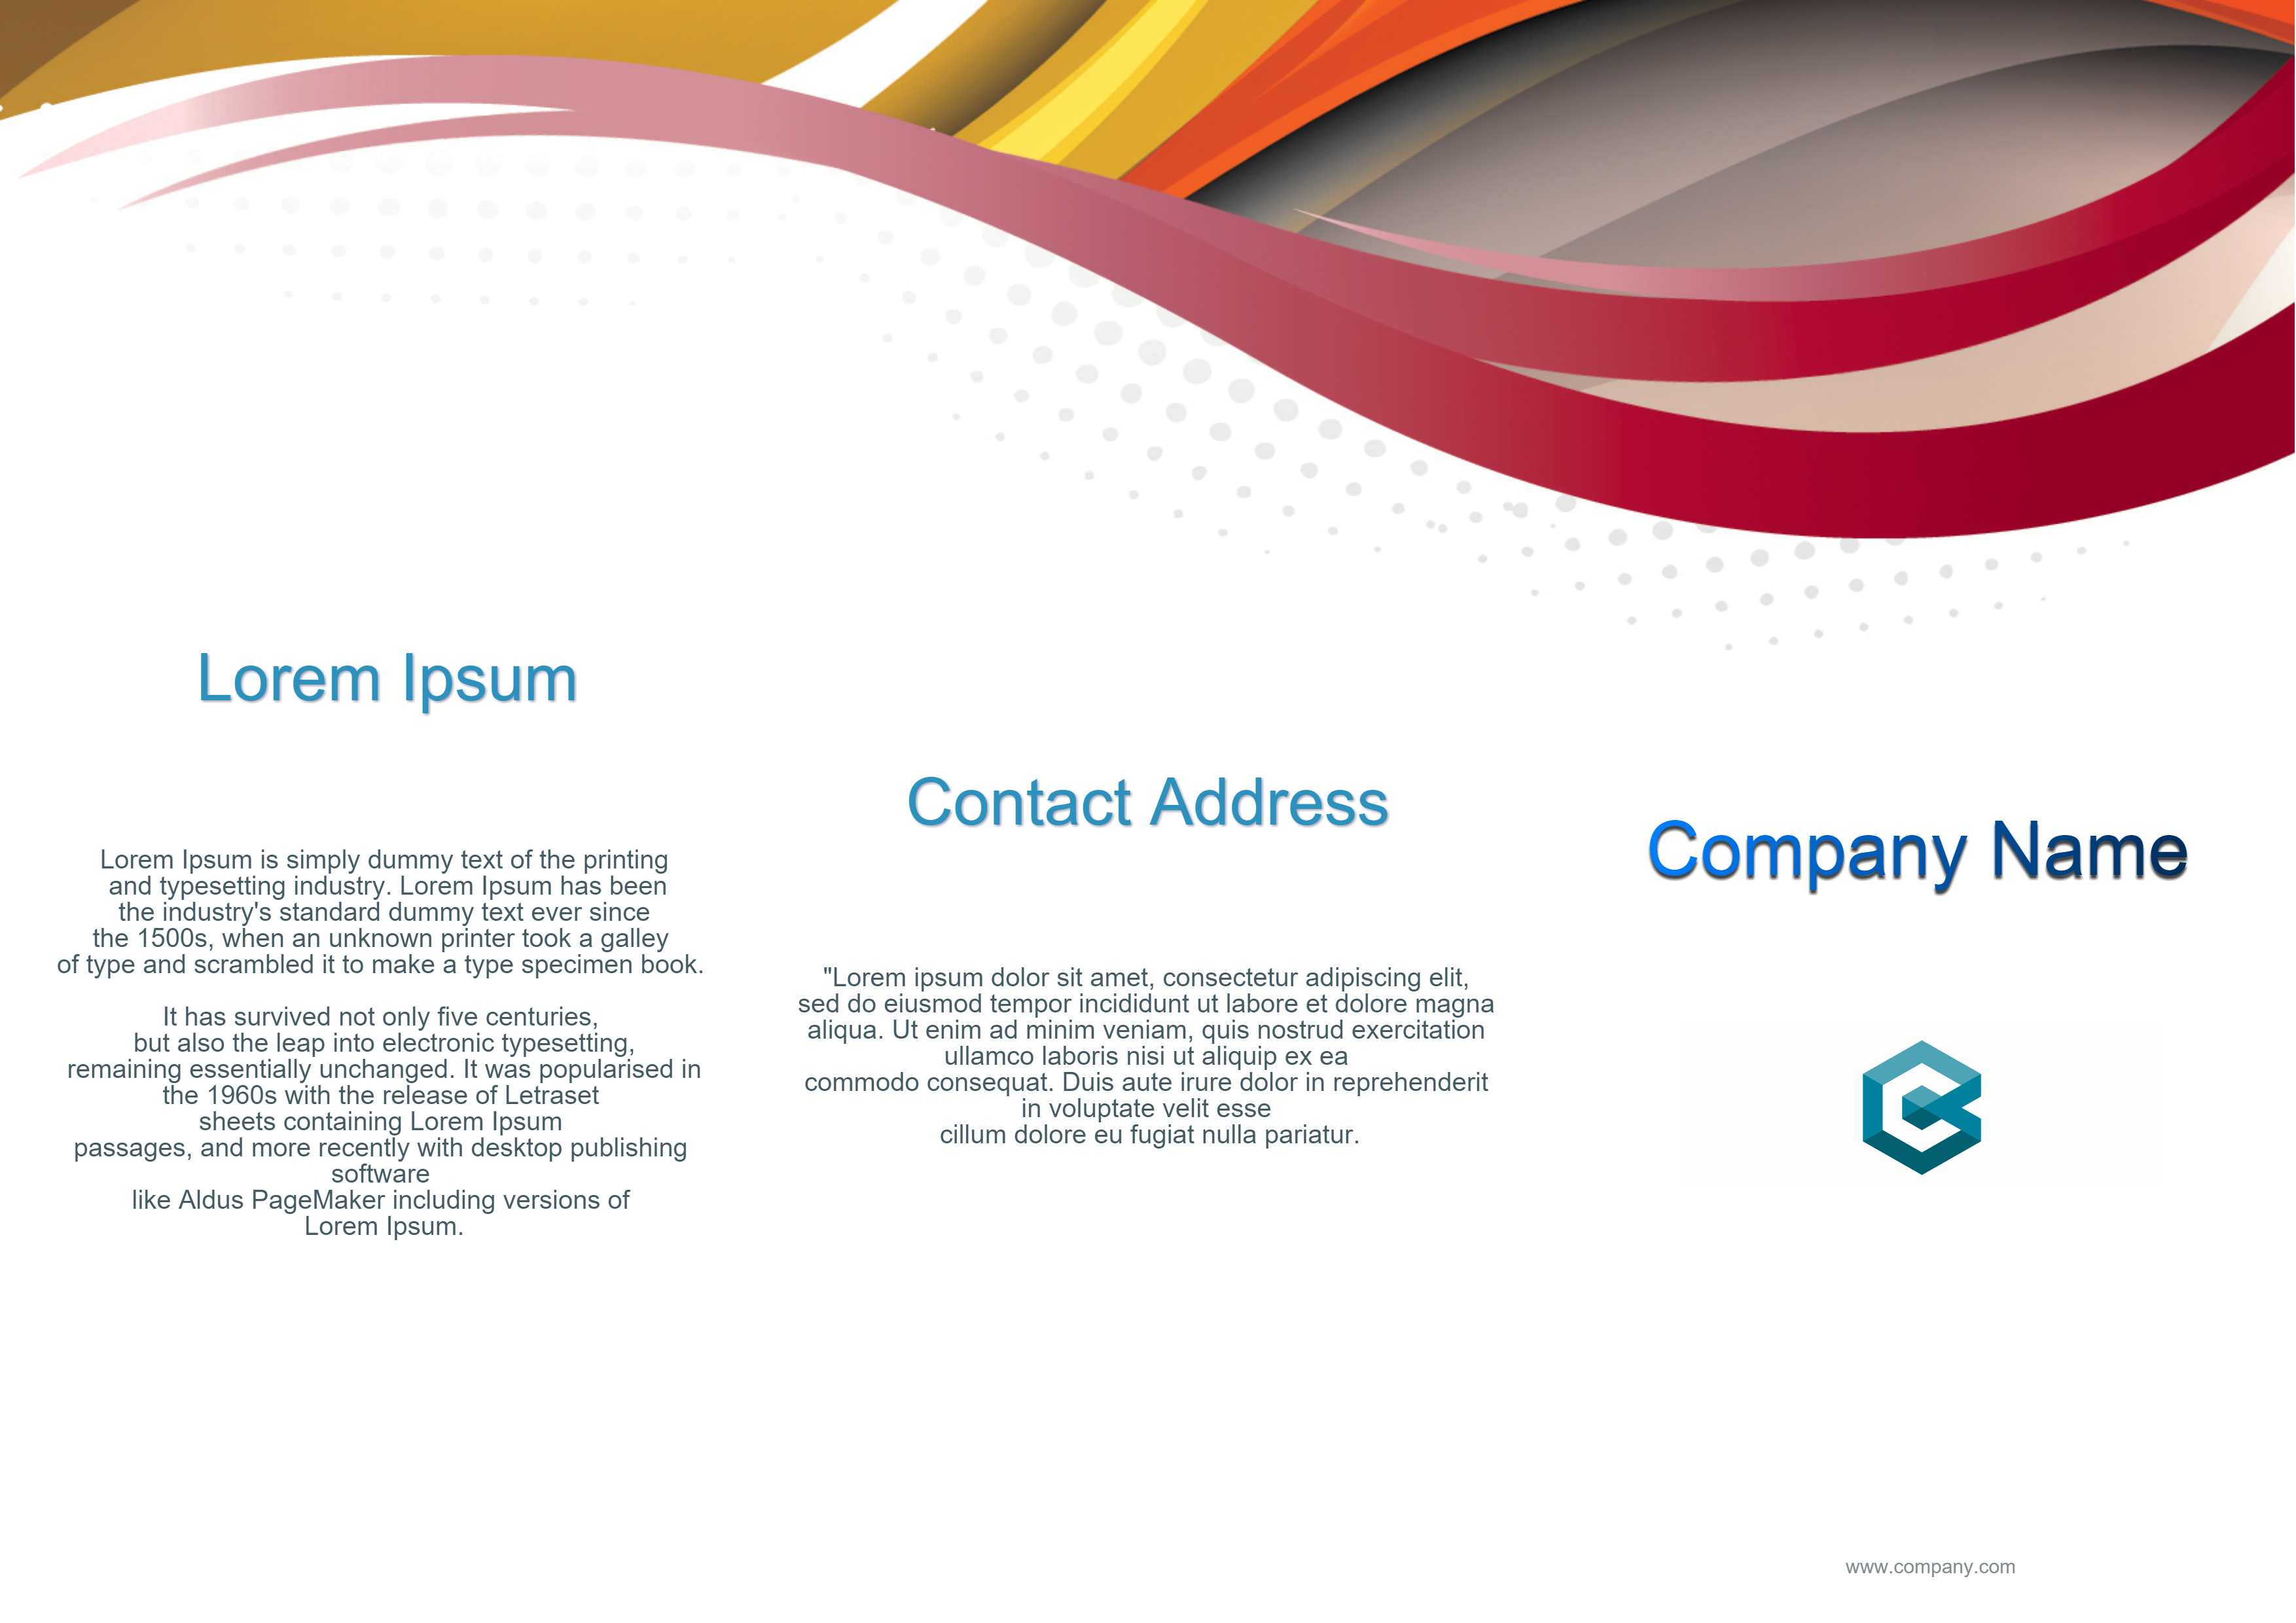 Lorem Ipsum
Lorem Ipsum is simply dummy text of the printing
and typesetting industry. Lorem Ipsum has been
the industry's standard dummy text ever since
the 1500s, when an unknown printer took a galley
of type and scrambled it to make a type specimen book.
It has survived not only five centuries,
but also the leap into electronic typesetting,
remaining essentially unchanged. It was popularised in
the 1960s with the release of Letraset
sheets containing Lorem Ipsum
passages, and more recently with desktop publishing
software
like Aldus PageMaker including versions of
Lorem Ipsum.
Contact Address
"Lorem ipsum dolor sit amet, consectetur adipiscing elit,
sed do eiusmod tempor incididunt ut labore et dolore magna
aliqua. Ut enim ad minim veniam, quis nostrud exercitation
ullamco laboris nisi ut aliquip ex ea
commodo consequat. Duis aute irure dolor in reprehenderit
in voluptate velit esse
cillum dolore eu fugiat nulla pariatur.
Company Name
www.company.com